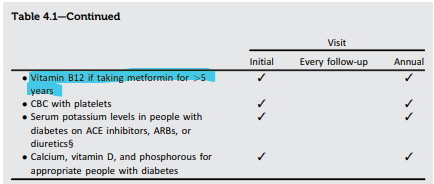 Table 4.1—Continued
Visit
Initial Every follow-up Annual
• Vitamin B12 if taking metformin for >5 ✓ ✓
years
• CBC with platelets ✓ ✓
• Serum potassium levels in people with ✓ ✓
diabetes on ACE inhibitors, ARBs, or
diuretics§
• Calcium, vitamin D, and phosphorous for ✓ ✓
appropriate people with diabetes